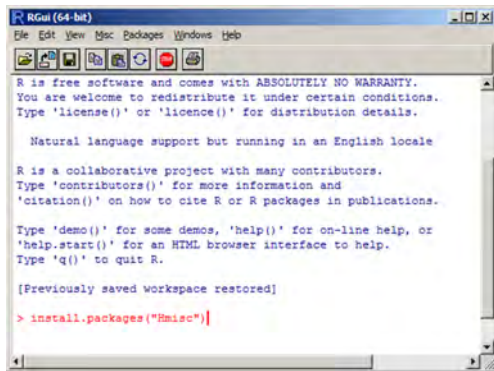 RGui (64-bit)
File Edit View Misc Packages Windows Help
STOP
R is free software and comes with ABSOLUTELY NO WARRANTY.
You are welcome to redistribute it under certain conditions.
Type 'license()' or 'licence()' for distribution details.
Natural language support but running in an English locale
R is a collaborative project with many contributors.
Type 'contributors()' for more information and
'citation()' on how to cite R or R packages in publications.
Type 'demo()' for some demos, 'help()' for on-line help, or
'help.start()' for an HTML browser interface to help.
Type 'q()' to quit R.
[Previously saved workspace restored]
> install.packages("Hmisc")